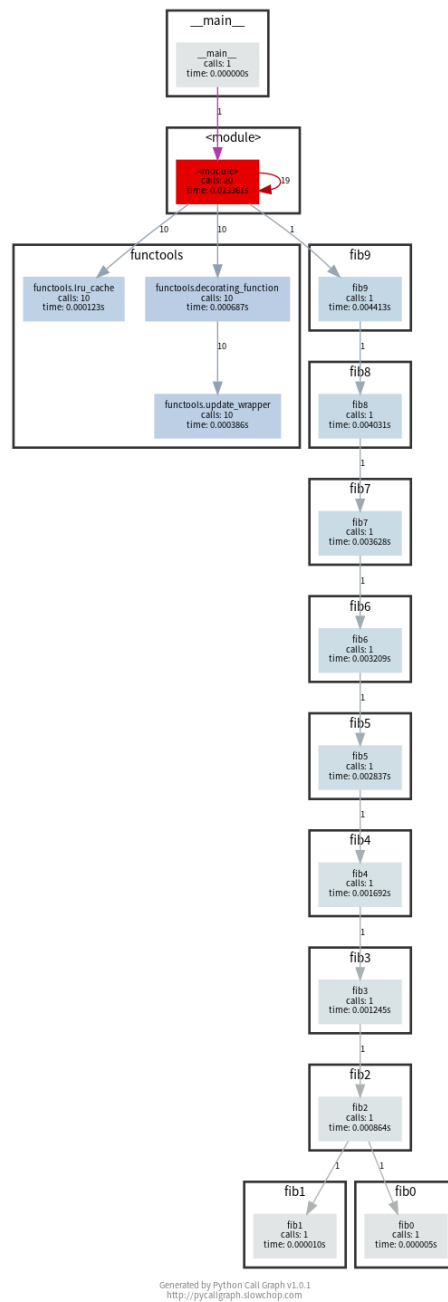 __main__
__main__
calls: 1
time: 0.000000s
1
<module>
<module>
calls: 20
time: 0.023361s
19
10
10
1
functools
functools.lru_cache
calls: 10
time: 0.000123s
functools.decorating_function
calls: 10
time: 0.000687s
10
functools.update_wrapper
calls: 10
time: 0.000386s
fib9
fib9
calls: 1
time: 0.004413s
1
fib8
fib8
calls: 1
time: 0.004031s
1
fib7
fib7
calls: 1
time: 0.003628s
1
fib6
fib6
calls: 1
time: 0.003209s
1
fib5
fib5
calls: 1
time: 0.002837s
1
fib4
fib4
calls: 1
time: 0.001692s
1
fib3
fib3
calls: 1
time: 0.001245s
1
fib2
fib2
calls: 1
time: 0.000864s
1
1
fib1
fib1
calls: 1
time: 0.000010s
fib0
fib0
calls: 1
time: 0.000005s
Generated by Python Call Graph v1.0.1
http://pycallgraph.slowchop.com